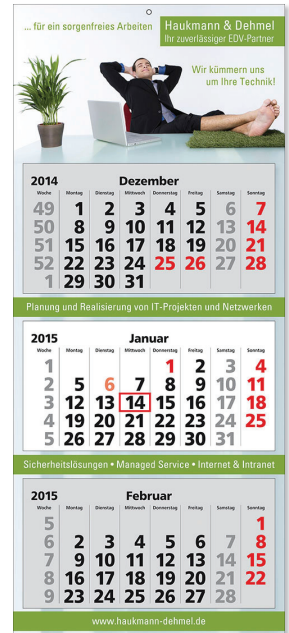 ... für ein sorgenfreies Arbeiten
Haukmann & Dehmel
Ihr zuverlässiger EDV-Partner
Wir kümmern uns
um Ihre Technik!
2014 Dezember
Woche Montag Dienstag Mittwoch Donnerstag Freitag Samstag Sonntag
49 1 2 3 4 5 6 7
50 8 9 10 11 12 13 14
51 15 16 17 18 19 20 21
52 22 23 24 25 26 27 28
1 29 30 31
Planung und Realisierung von IT-Projekten und Netzwerken
2015 Januar
Woche Montag Dienstag Mittwoch Donnerstag Freitag Samstag Sonntag
1 1 2 3 4
2 5 6 7 8 9 10 11
3 12 13 14 15 16 17 18
4 19 20 21 22 23 24 25
5 26 27 28 29 30 31
Sicherheitslösungen • Managed Service • Internet & Intranet
2015 Februar
Woche Montag Dienstag Mittwoch Donnerstag Freitag Samstag Sonntag
5 1
6 2 3 4 5 6 7 8
7 9 10 11 12 13 14 15
8 16 17 18 19 20 21 22
9 23 24 25 26 27 28
www.haukmann-dehmel.de